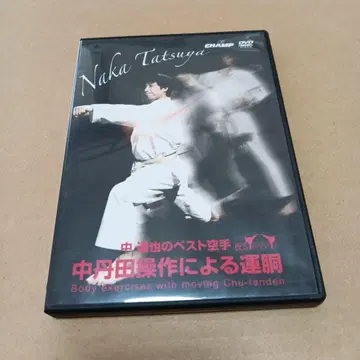 Naka Tatsuya
CHAMP
DVD
中 達也のベスト空手
中丹田操作による運胴
Body exercises with moving Chu-tanden